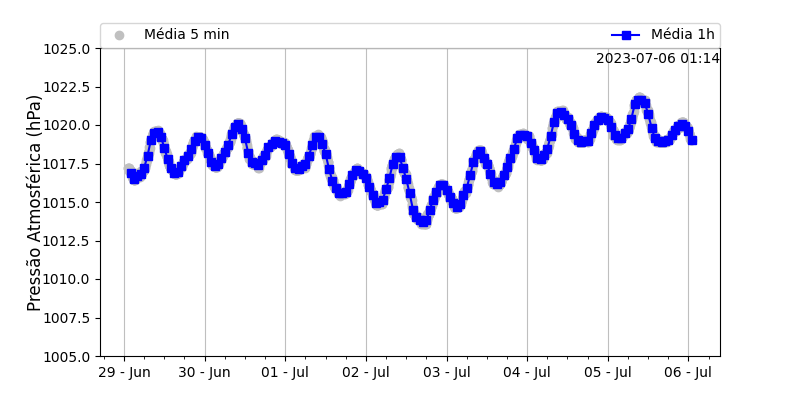 Média 5 min
Média 1h
2023-07-06 01:14
Pressão Atmosférica (hPa)
1025.0
1022.5
1020.0
1017.5
1015.0
1012.5
1010.0
1007.5
1005.0
29 - Jun
30 - Jun
01 - Jul
02 - Jul
03 - Jul
04 - Jul
05 - Jul
06 - Jul